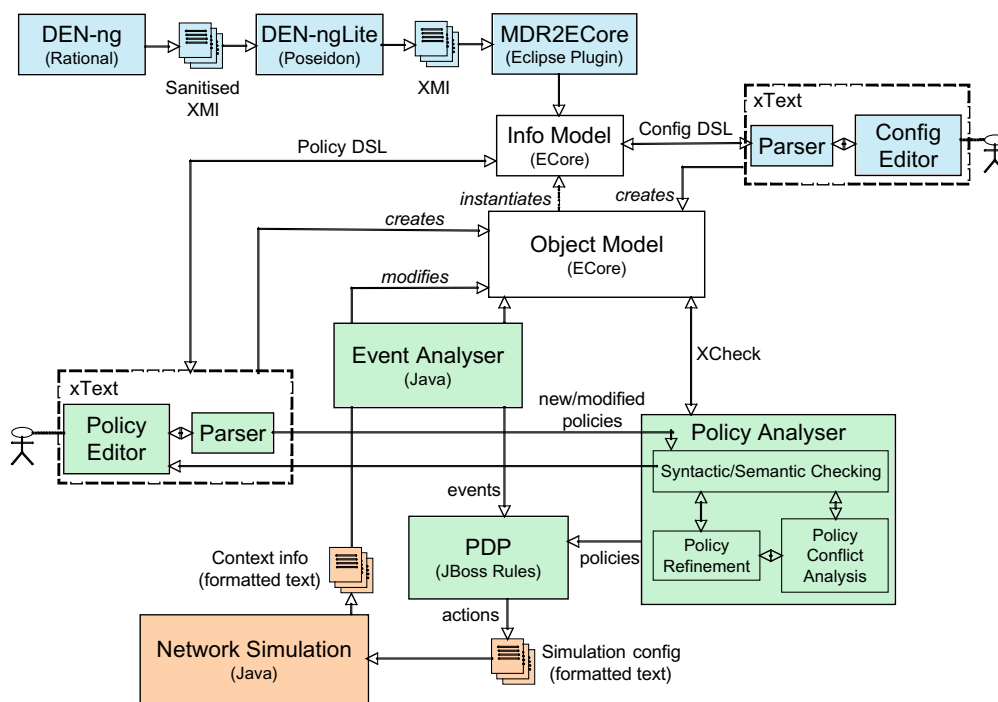 DEN-ng
(Rational)
Sanitised
XMI
DEN-ngLite
(Poseidon)
XMI
MDR2ECore
(Eclipse Plugin)
xText
Parser
Config
Editor
Info Model
(ECore)
Config DSL
Policy DSL
instantiates
creates
creates
Object Model
(ECore)
modifies
Event Analyser
(Java)
XCheck
xText
Policy
Editor
Parser
new/modified
policies
Policy Analyser
Syntactic/Semantic Checking
Policy
Refinement
Policy
Conflict
Analysis
events
PDP
(JBoss Rules)
policies
Context info
(formatted text)
actions
Network Simulation
(Java)
Simulation config
(formatted text)